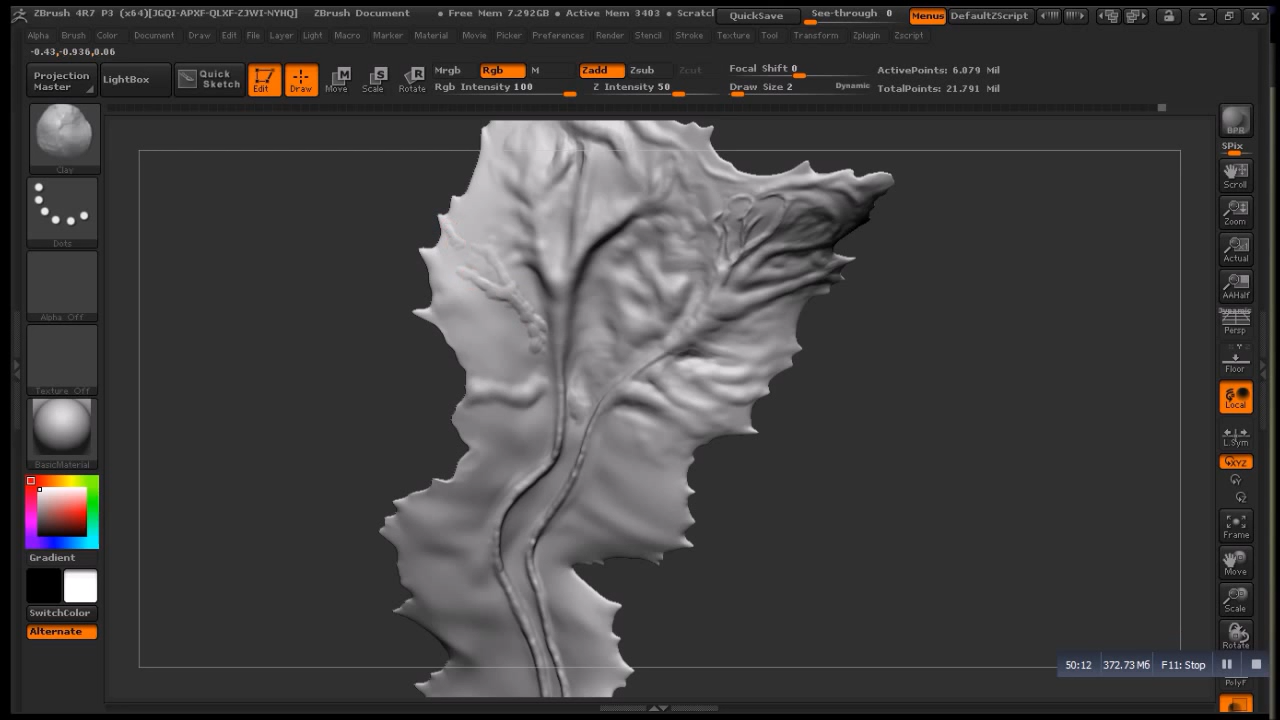 ZBrush 4R7 P3 (x64)[JGQI-APXF-QLXF-ZJWI-NYHQ] ZBrush Document • Free Mem 7.292GB • Active Mem 3403 • Scratch QuickSave See-through 0 Menus DefaultZScript
Alpha Brush Color Document Draw Edit File Layer Light Macro Marker Material Movie Picker Preferences Render Stencil Stroke Texture Tool Transform Zplugin Zscript
-0.43,-0.936,0.06
Projection Master
LightBox
Quick Sketch
Edit
Draw
Move
Scale
Rotate
Mrgb Rgb M
Rgb Intensity 100
Zadd Zsub Zcut
Z Intensity 50
Focal Shift 0
Draw Size 2 Dynamic
ActivePoints: 6.079 Mil
TotalPoints: 21.791 Mil
Clay
Dots
Alpha Off
Texture Off
BasicMaterial
Gradient
SwitchColor
Alternate
BPR
SPix
Scroll
Zoom
Actual
AAHalf
Dynamic
Persp
Floor
Local
L.Sym
XYZ
Frame
Move
Scale
Rotate
PolyF
50:12 372.73Мб F11: Stop